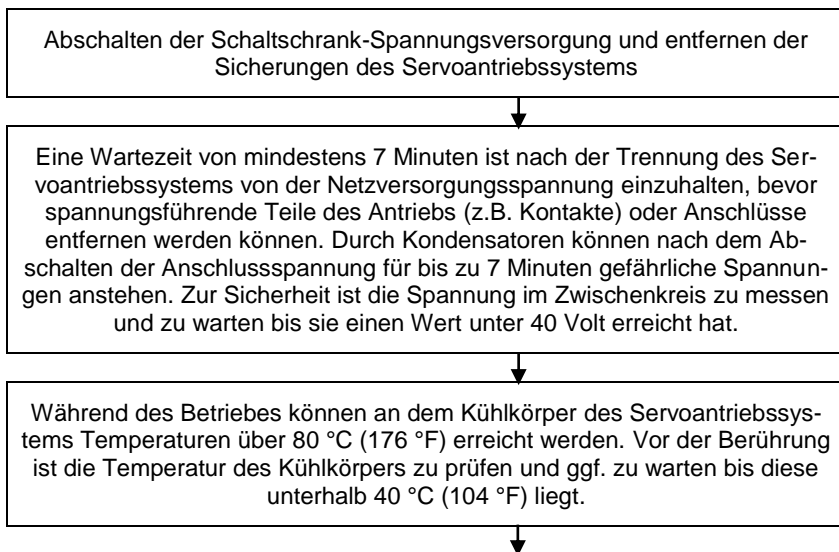 Abschalten der Schaltschrank-Spannungsversorgung und entfernen der
Sicherungen des Servoantriebssystems
Eine Wartezeit von mindestens 7 Minuten ist nach der Trennung des Ser-
voantriebssystems von der Netzversorgungsspannung einzuhalten, bevor
spannungsführende Teile des Antriebs (z.B. Kontakte) oder Anschlüsse
entfernen werden können. Durch Kondensatoren können nach dem Ab-
schalten der Anschlussspannung für bis zu 7 Minuten gefährliche Spannun-
gen anstehen. Zur Sicherheit ist die Spannung im Zwischenkreis zu messen
und zu warten bis sie einen Wert unter 40 Volt erreicht hat.
Während des Betriebes können an dem Kühlkörper des Servoantriebssys-
tems Temperaturen über 80 °C (176 °F) erreicht werden. Vor der Berührung
ist die Temperatur des Kühlkörpers zu prüfen und ggf. zu warten bis diese
unterhalb 40 °C (104 °F) liegt.